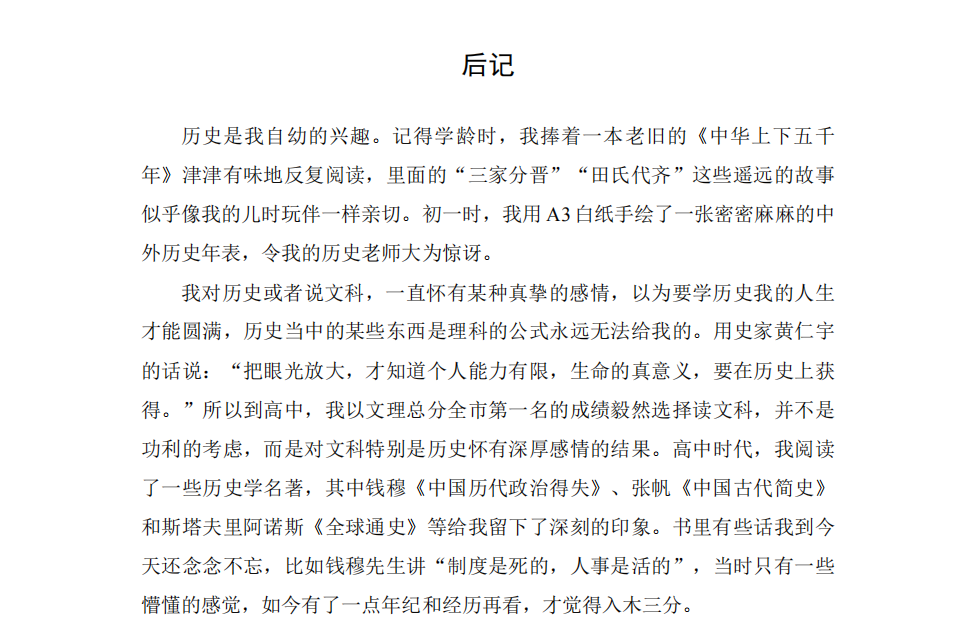 后记
历史是我自幼的兴趣。记得学龄时，我捧着一本老旧的《中华上下五千
年》津津有味地反复阅读，里面的“三家分晋”“田氏代齐”这些遥远的故事
似乎像我的儿时玩伴一样亲切。初一时，我用 A3 白纸手绘了一张密密麻麻的中
外历史年表，令我的历史老师大为惊讶。
我对历史或者说文科，一直怀有某种真挚的感情，以为要学历史我的人生
才能圆满，历史当中的某些东西是理科的公式永远无法给我的。用史家黄仁宇
的话说：“把眼光放大，才知道个人能力有限，生命的真意义，要在历史上获
得。”所以到高中，我以文理总分全市第一名的成绩毅然选择读文科，并不是
功利的考虑，而是对文科特别是历史怀有深厚感情的结果。高中时代，我阅读
了一些历史学名著，其中钱穆《中国历代政治得失》、张帆《中国古代简史》
和斯塔夫里阿诺斯《全球通史》等给我留下了深刻的印象。书里有些话我到今
天还念念不忘，比如钱穆先生讲“制度是死的，人事是活的”，当时只有一些
懵懂的感觉，如今有了一点年纪和经历再看，才觉得入木三分。